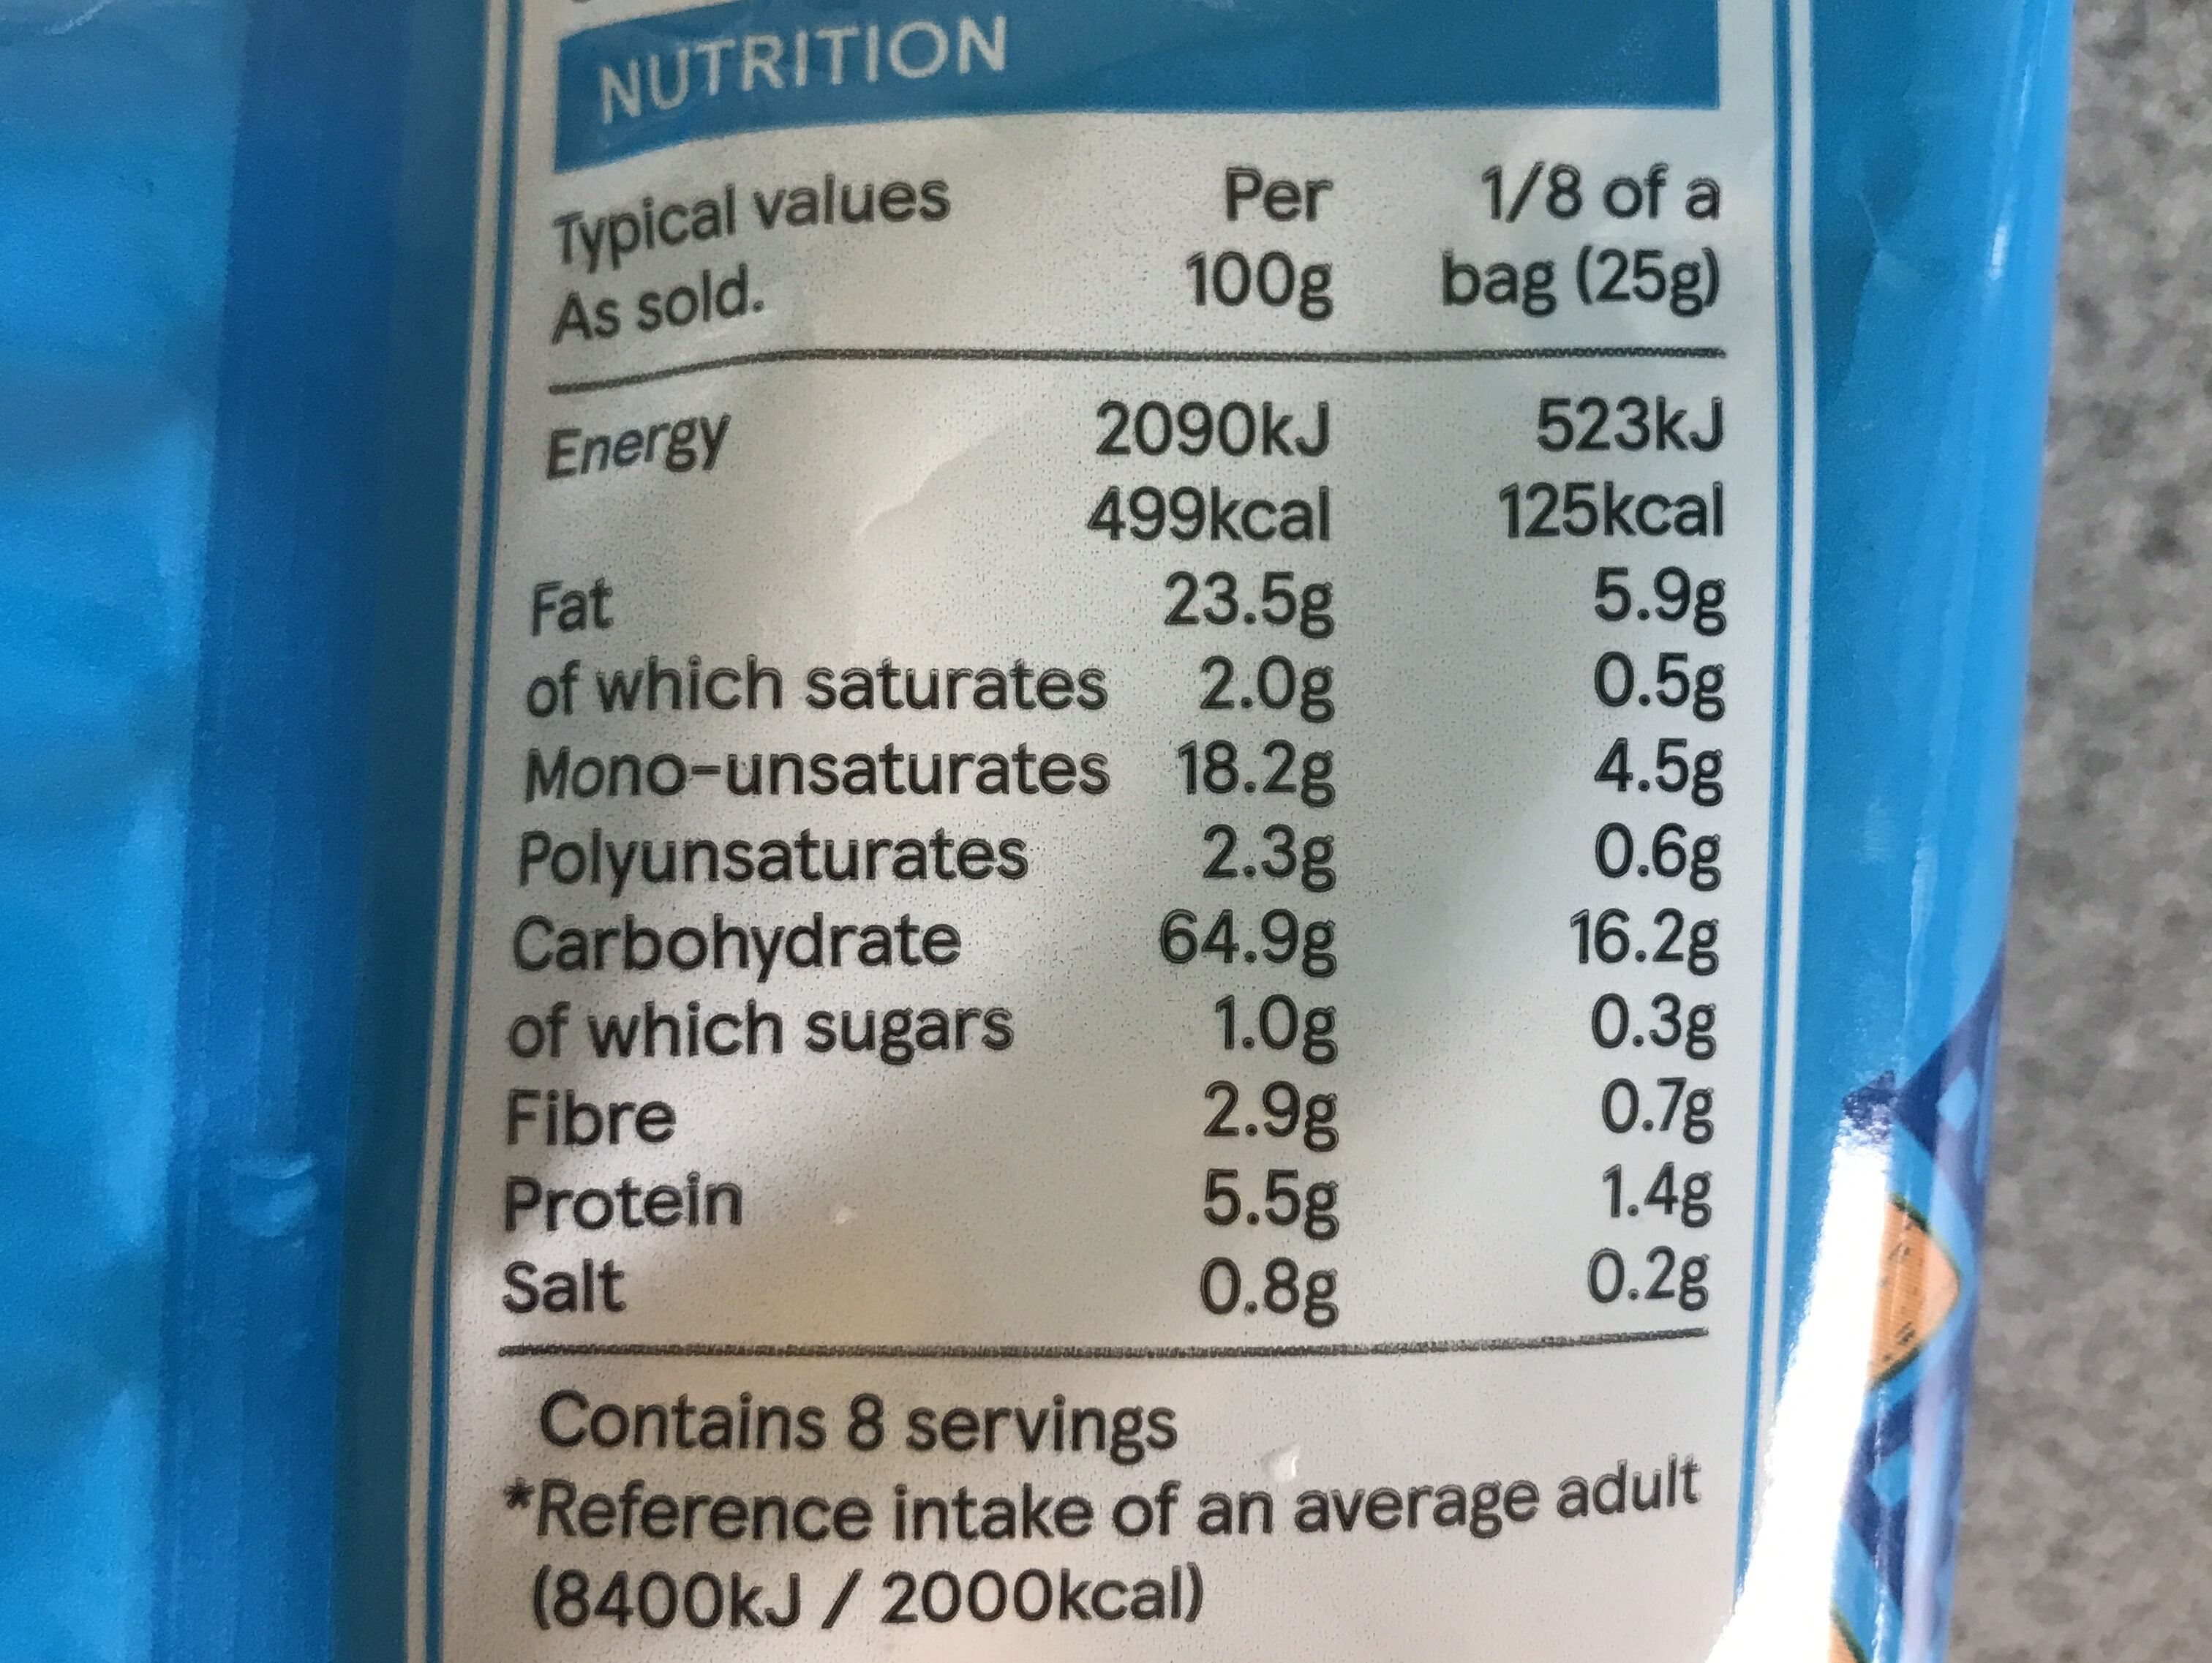 NUTRITION
Typical values Per 1/8 of a
As sold. 100g bag (25g)
Energy 2090kJ 523kJ
499kcal 125kcal
Fat 23.5g 5.9g
of which saturates 2.0g 0.5g
Mono-unsaturates 18.2g 4.5g
Polyunsaturates 2.3g 0.6g
Carbohydrate 64.9g 16.2g
of which sugars 1.0g 0.3g
Fibre 2.9g 0.7g
Protein 5.5g 1.4g
Salt 0.8g 0.2g
Contains 8 servings
*Reference intake of an average adult
(8400kJ / 2000kcal)